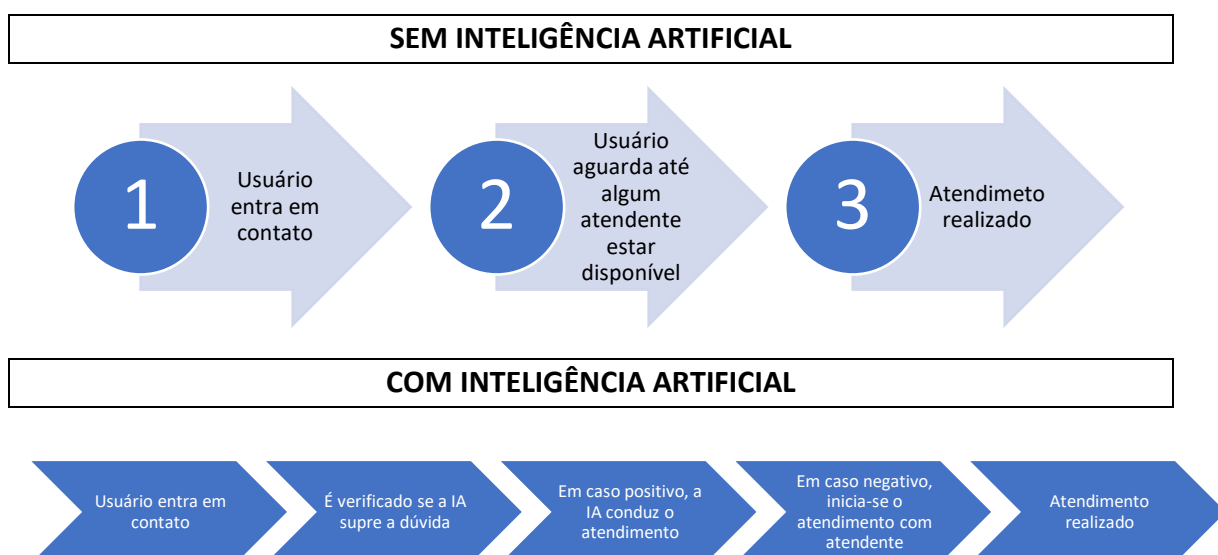 SEM INTELIGÊNCIA ARTIFICIAL
1
Usuário
entra em
contato
2
Usuário
aguarda até
algum
atendente
estar
disponível
3
Atendimeto
realizado
COM INTELIGÊNCIA ARTIFICIAL
Usuário entra em
contato
É verificado se a IA
supre a dúvida
Em caso positivo, a
IA conduz o
atendimento
Em caso negativo,
inicia-se o
atendimento com
atendente
Atendimento
realizado